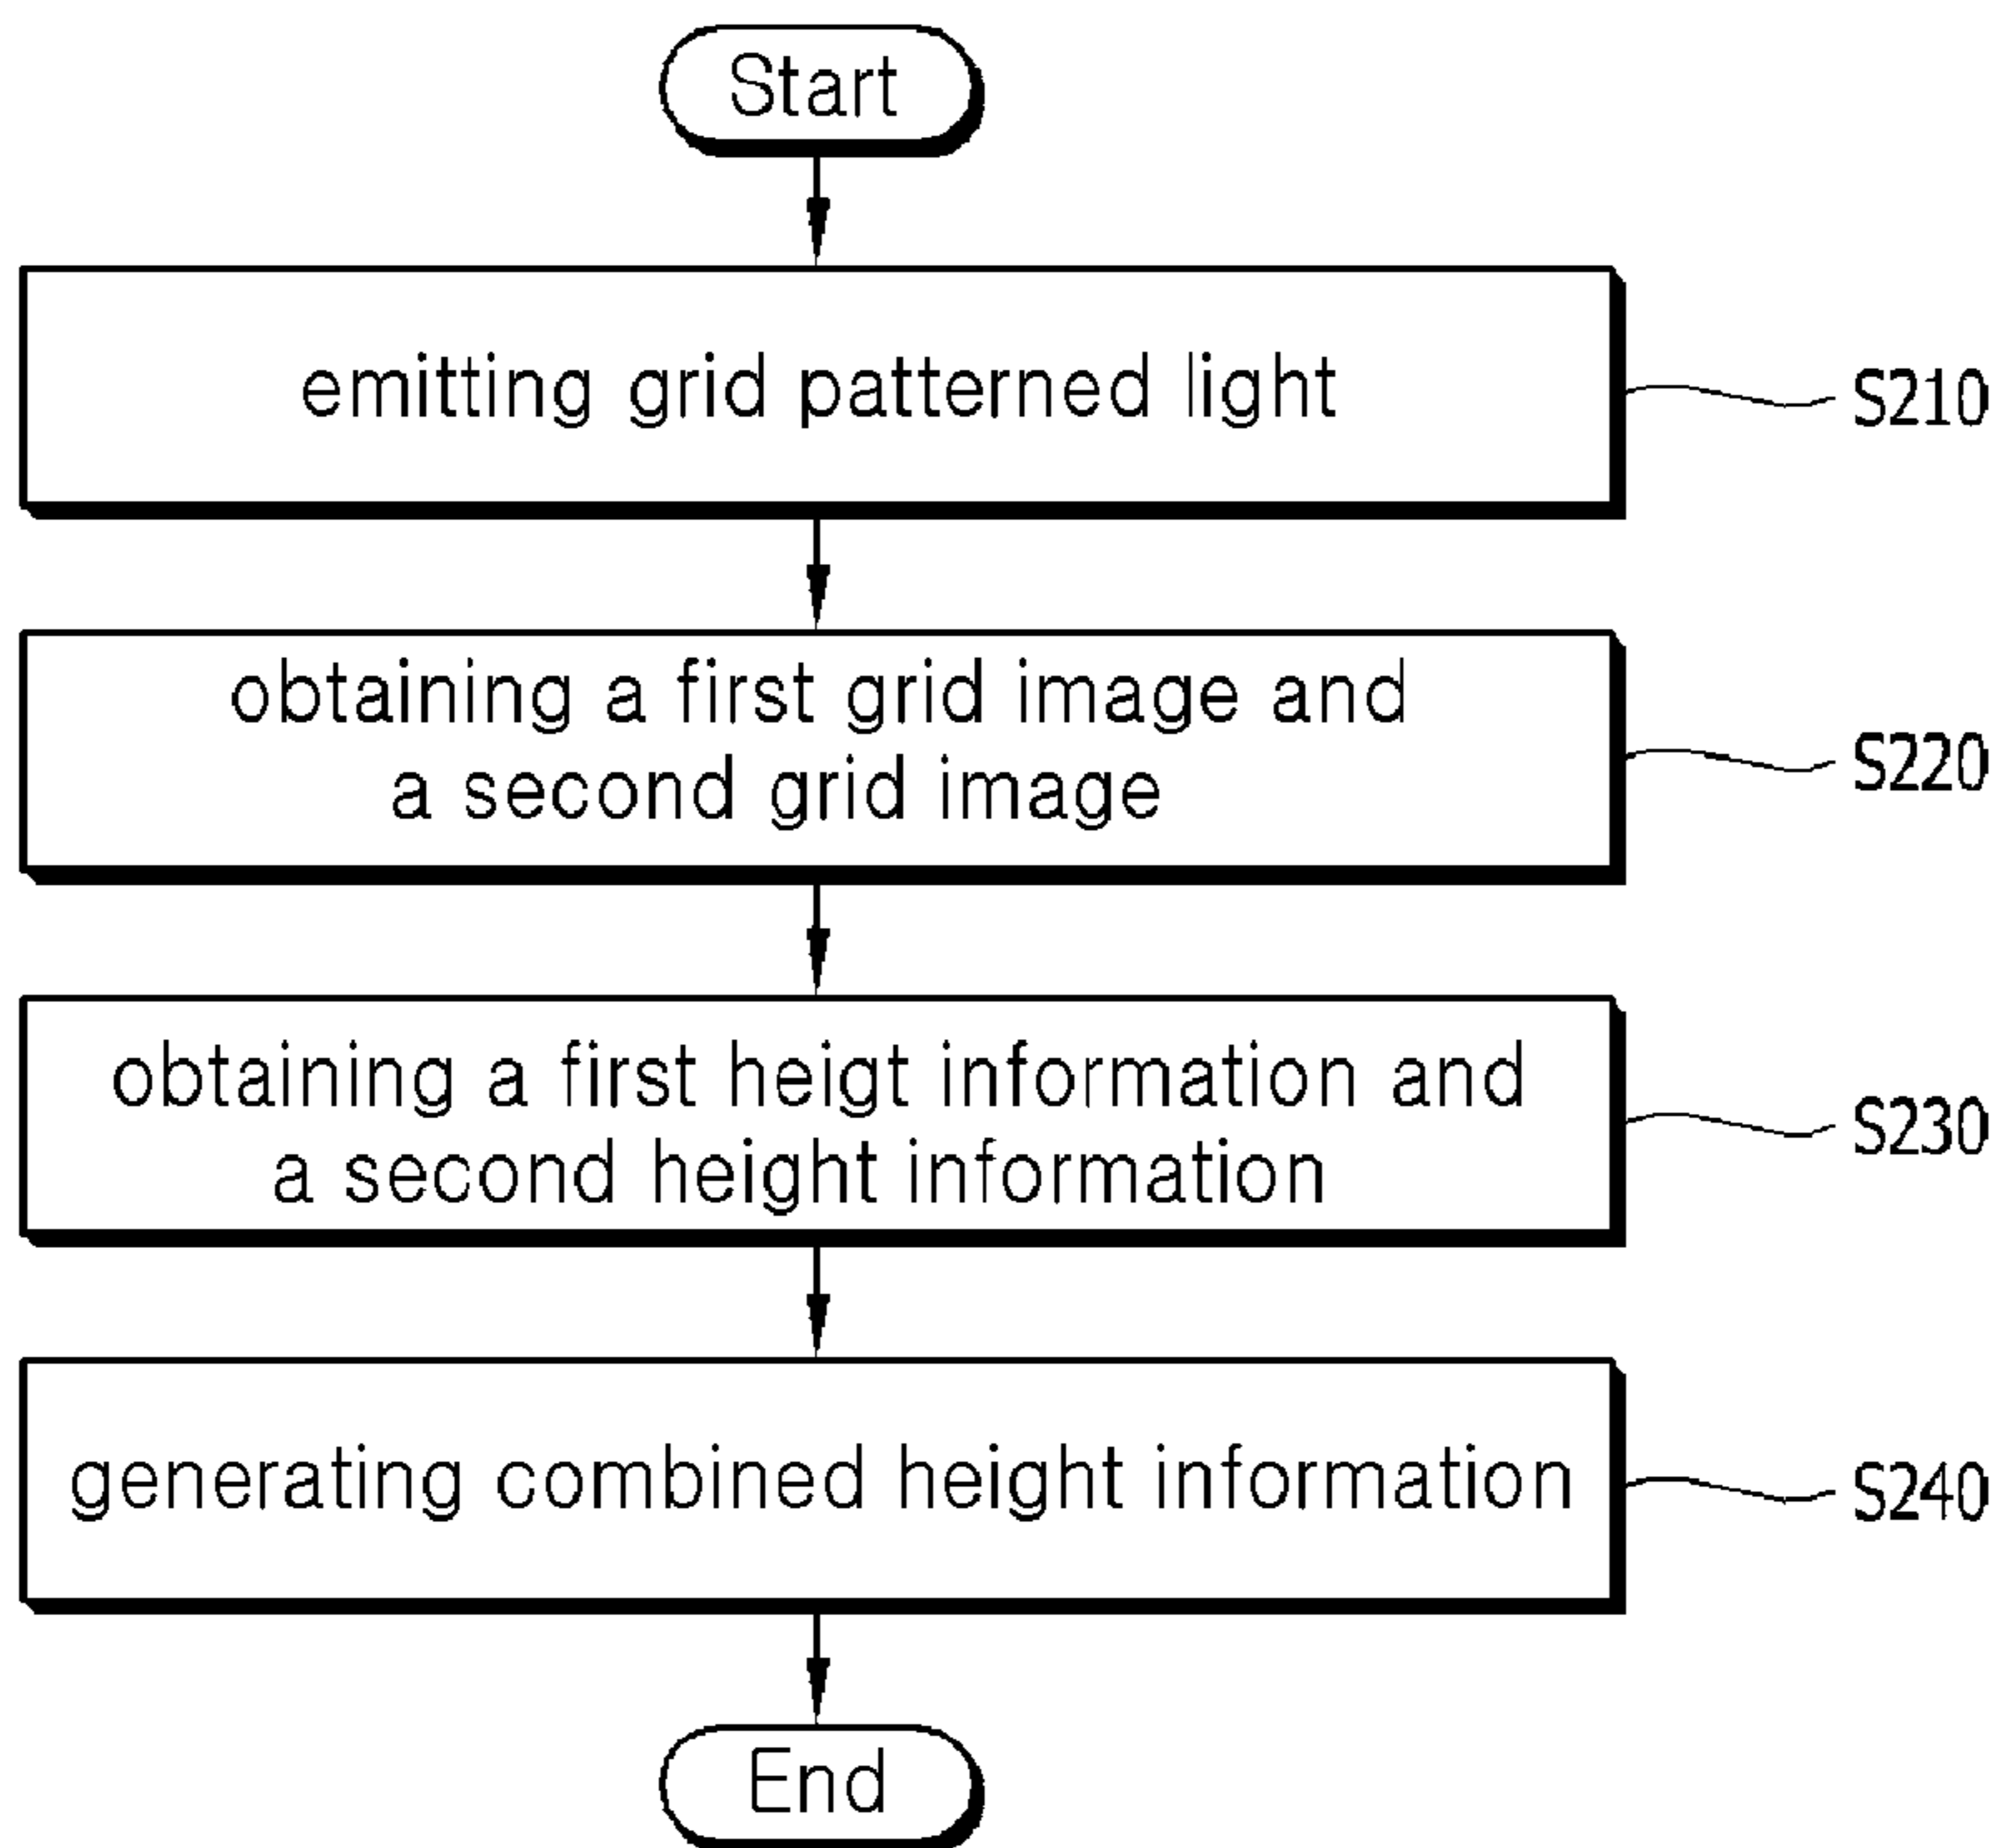 Start
emitting grid patterned light
S210
obtaining a first grid image and
a second grid image
S220
obtaining a first heigt information and
a second height information
S230
generating combined height information
S240
End